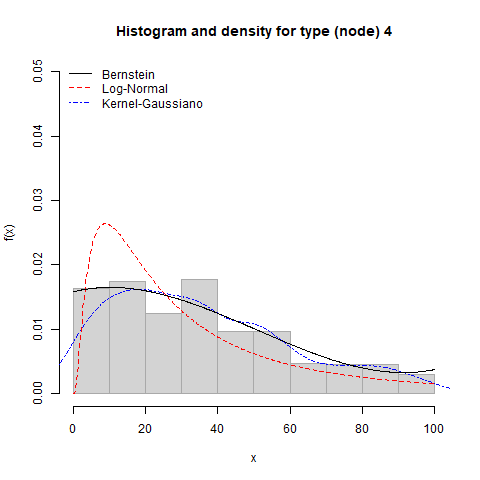 Histogram and density for type (node) 4
Bernstein
Log-Normal
Kernel-Gaussiano
f(x)
0.05
0.04
0.03
0.02
0.01
0.00
0 20 40 60 80 100
x